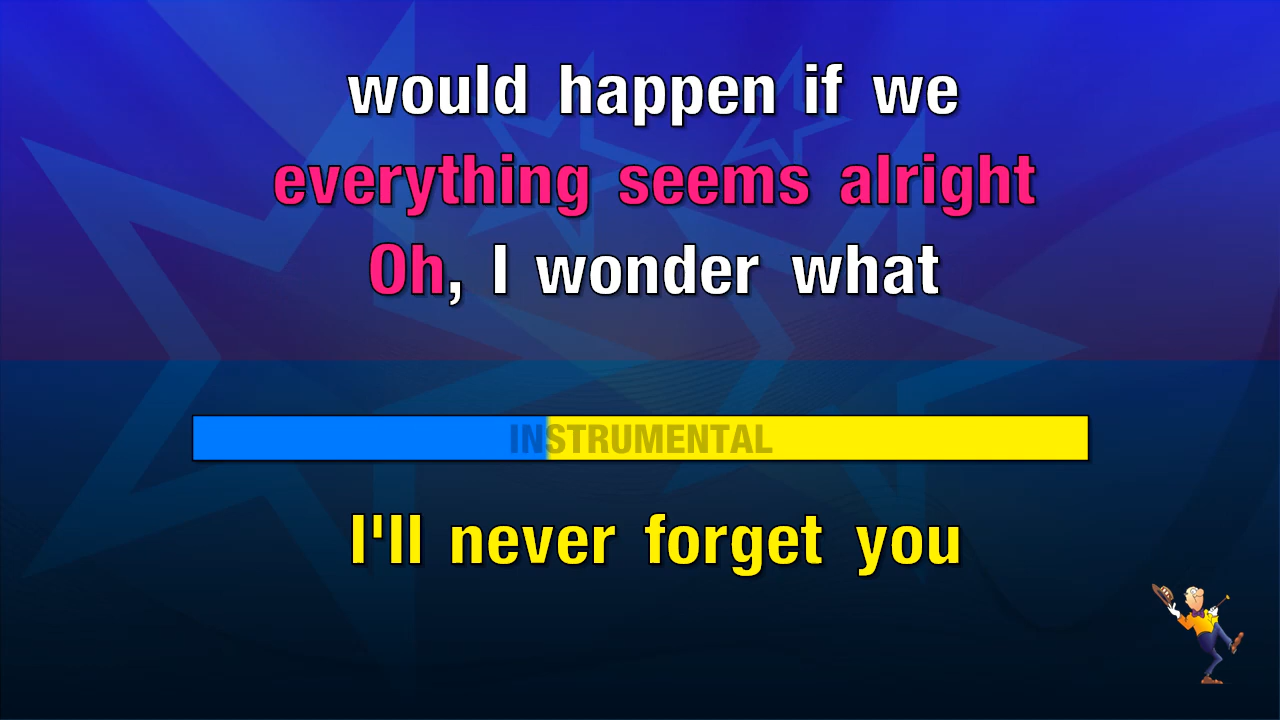 would happen if we
everything seems alright
Oh, I wonder what
INSTRUMENTAL
I'll never forget you